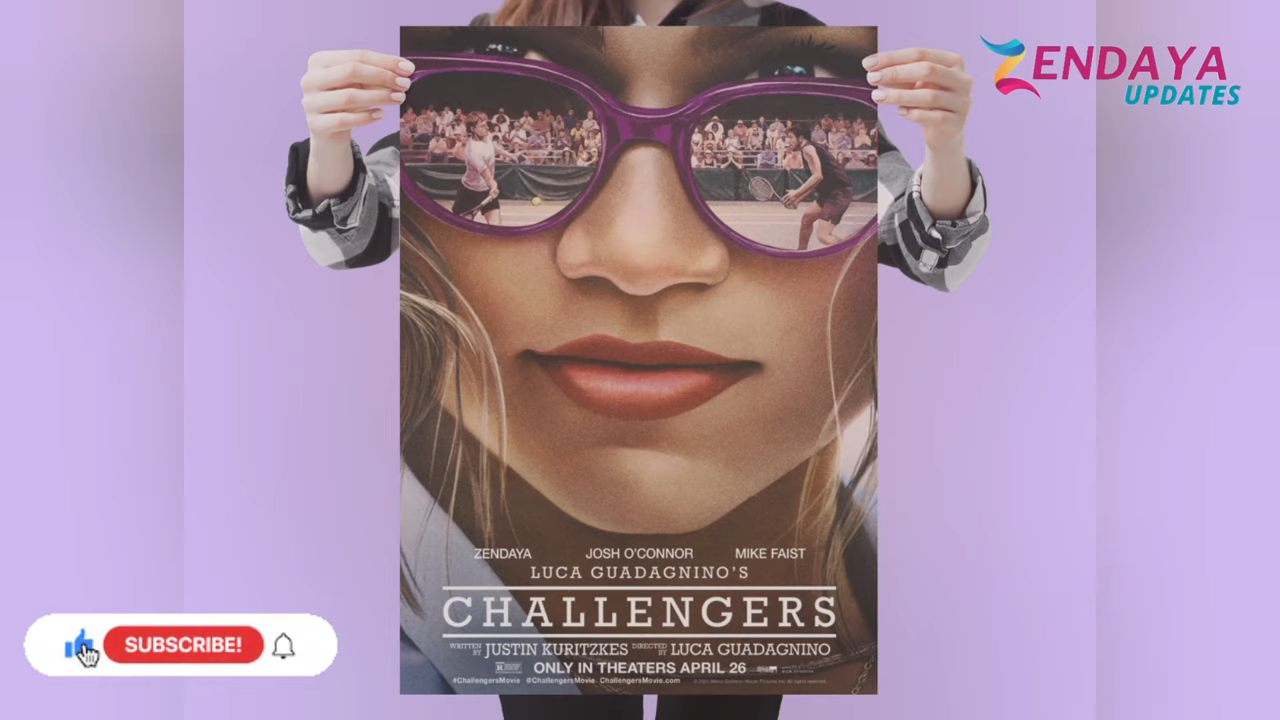 ZENDAYA
UPDATES
ZENDAYA JOSH O'CONNOR MIKE FAIST
LUCA GUADAGNINO'S
CHALLENGERS
WRITTEN BY JUSTIN KURITZKES DIRECTED BY LUCA GUADAGNINO
ONLY IN THEATERS APRIL 26
#ChallengersMovie @ChallengersMovie ChallengersMovie.com
SUBSCRIBE!